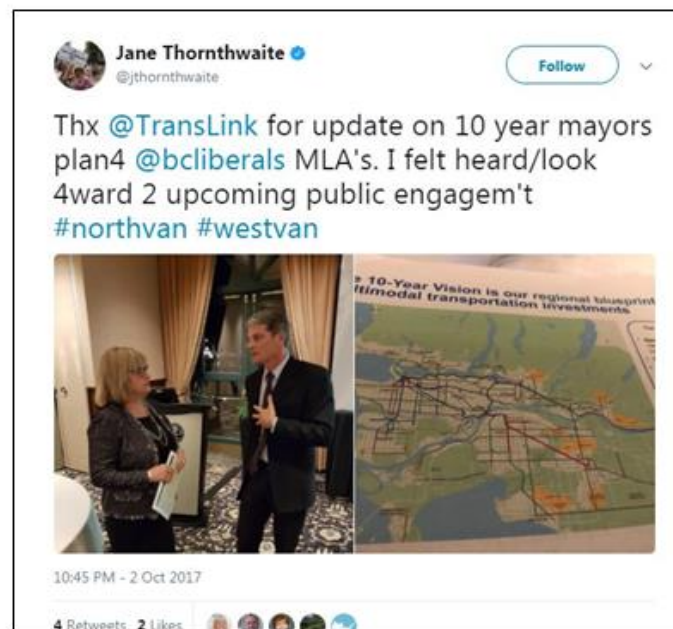 Jane Thornthwaite
@jthornthwaite
Follow
Thx @TransLink for update on 10 year mayors
plan4 @bcliberals MLA's. I felt heard/look
4ward 2 upcoming public engagem't
#northvan #westvan
10-Year Vision is our regional blueprint
transportation investments
10:45 PM - 2 Oct 2017
4 Retweets 2 Likes